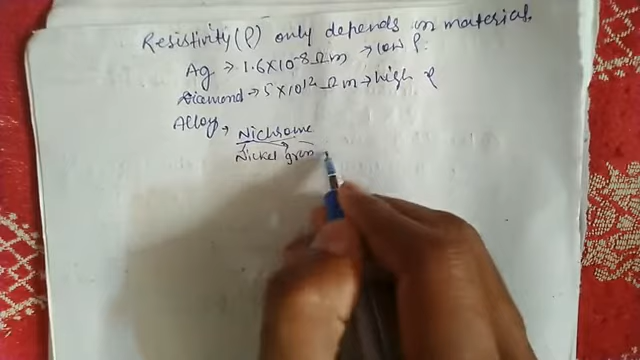 Resistivity(ρ) only depends on material.
Ag → 1.6×10⁻⁸ Ωm → low ρ.
Diamond → 5×10¹² Ωm → high ρ
Alloy → Nichrome
Nickel